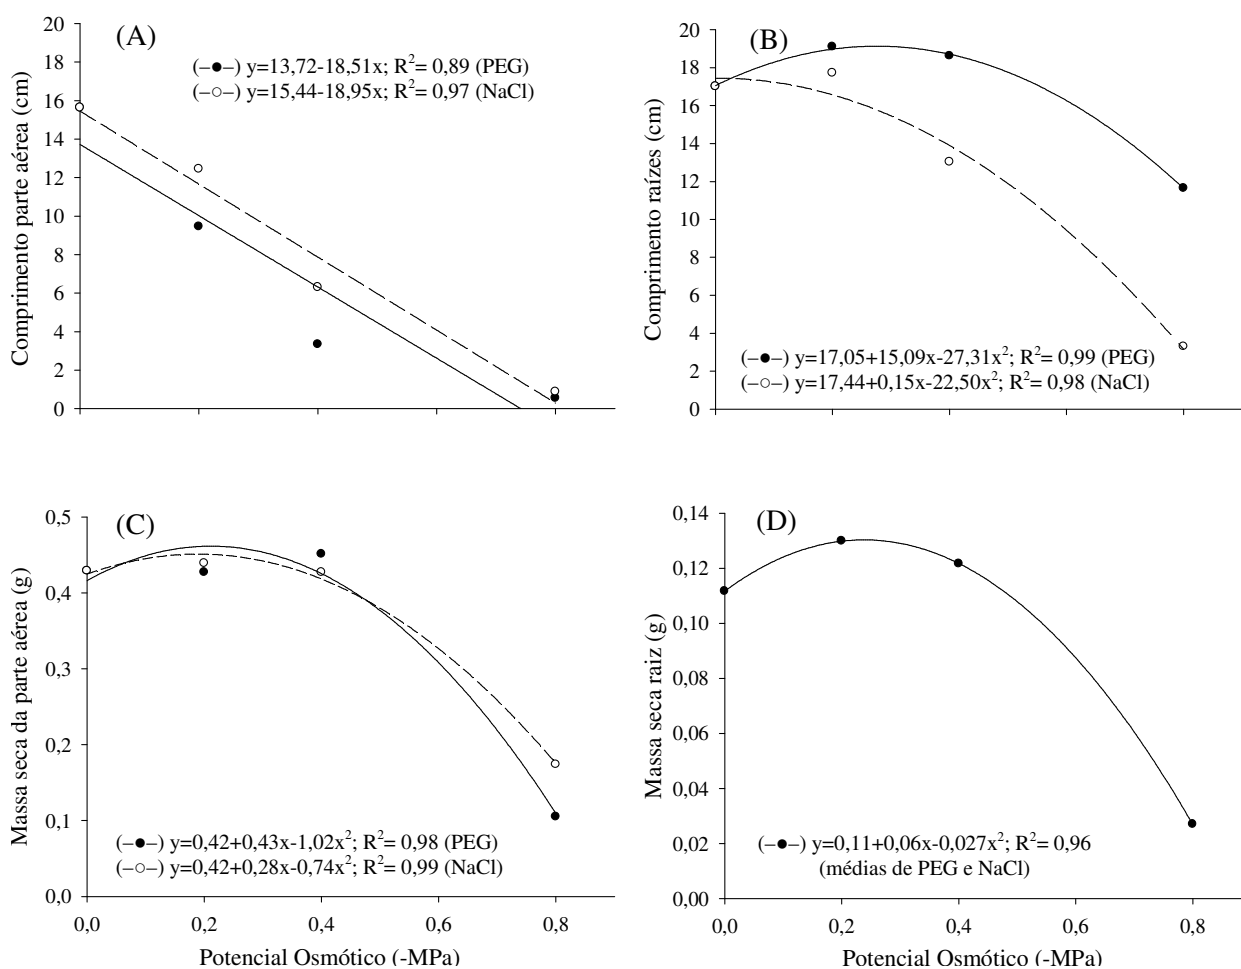 (A)
(–●–) y=13,72-18,51x; R²= 0,89 (PEG)
(–○–) y=15,44-18,95x; R²= 0,97 (NaCl)
Comprimento parte aérea (cm)
20
18
16
14
12
10
8
6
4
2
0
(B)
Comprimento raízes (cm)
20
18
16
14
12
10
8
6
4
2
0
(–●–) y=17,05+15,09x-27,31x²; R²= 0,99 (PEG)
(–○–) y=17,44+0,15x-22,50x²; R²= 0,98 (NaCl)
(C)
Massa seca da parte aérea (g)
0,5
0,4
0,3
0,2
0,1
0,0
(–●–) y=0,42+0,43x-1,02x²; R²= 0,98 (PEG)
(–○–) y=0,42+0,28x-0,74x²; R²= 0,99 (NaCl)
0,0 0,2 0,4 0,6 0,8
Potencial Osmótico (-MPa)
(D)
Massa seca raiz (g)
0,14
0,12
0,10
0,08
0,06
0,04
0,02
0,00
(–●–) y=0,11+0,06x-0,027x²; R²= 0,96
(médias de PEG e NaCl)
0,0 0,2 0,4 0,6 0,8
Potencial Osmótico (-MPa)